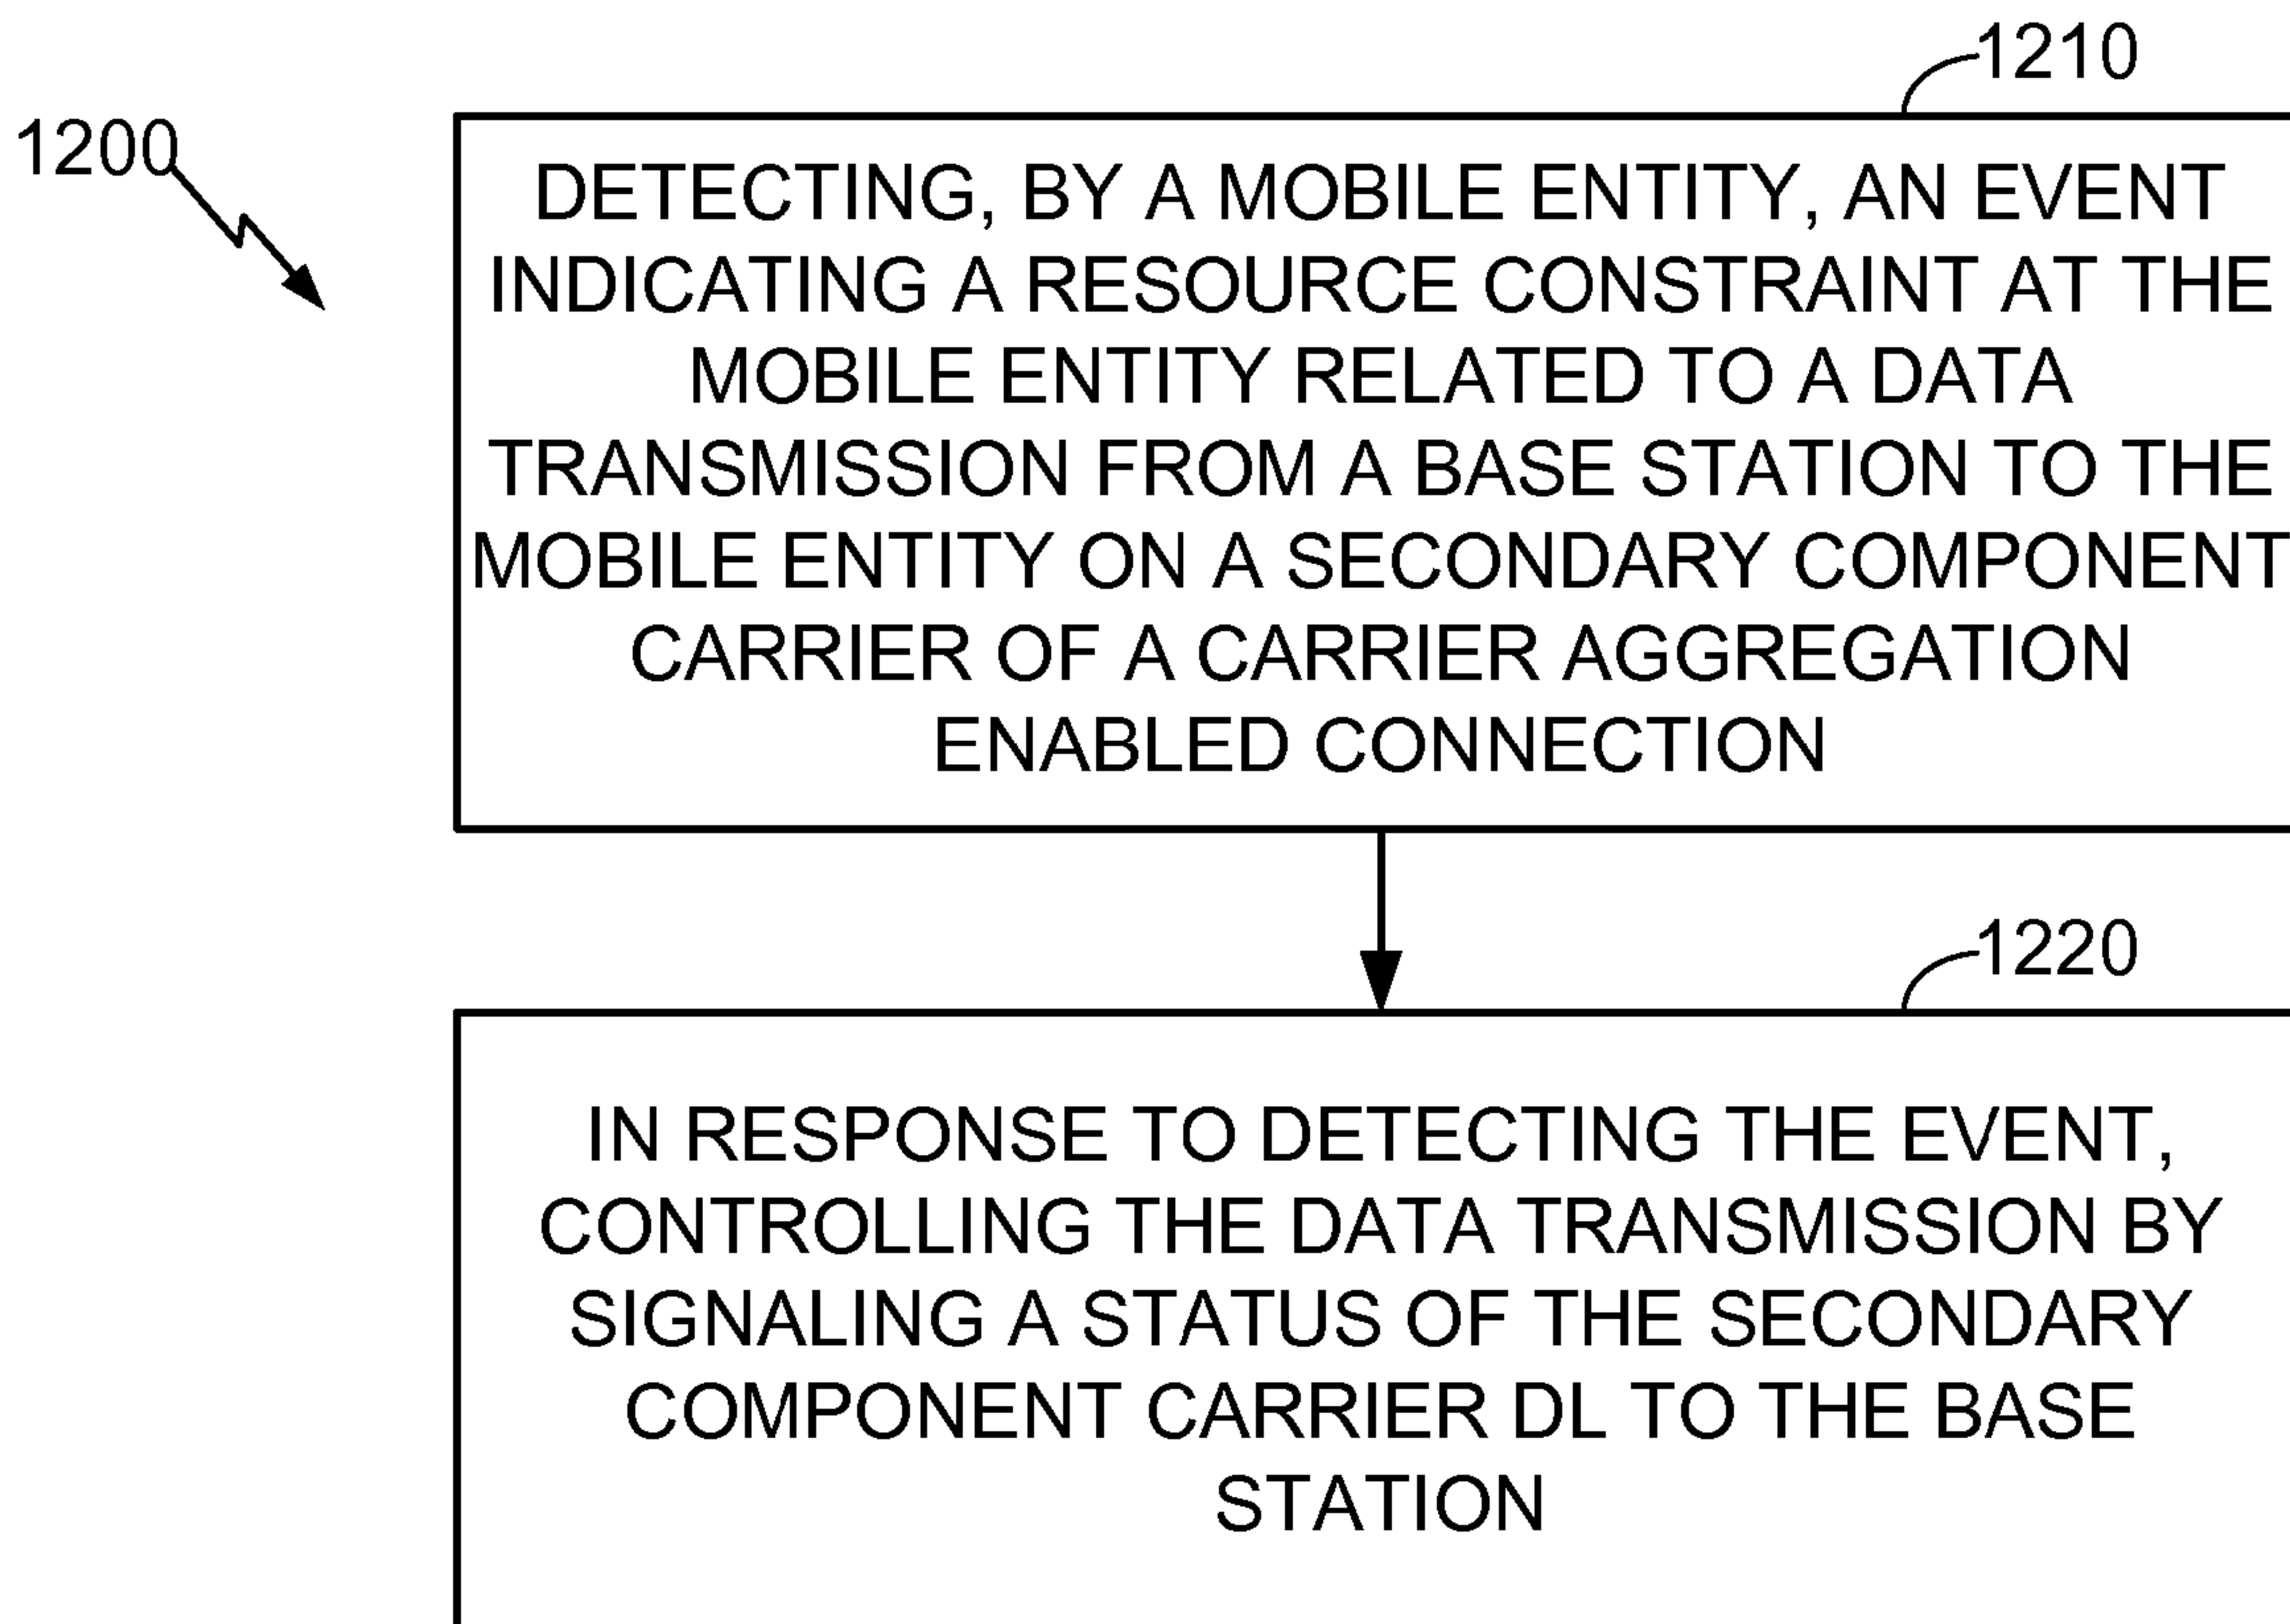 1210
1200
DETECTING, BY A MOBILE ENTITY, AN EVENT
INDICATING A RESOURCE CONSTRAINT AT THE
MOBILE ENTITY RELATED TO A DATA
TRANSMISSION FROM A BASE STATION TO THE
MOBILE ENTITY ON A SECONDARY COMPONENT
CARRIER OF A CARRIER AGGREGATION
ENABLED CONNECTION
1220
IN RESPONSE TO DETECTING THE EVENT,
CONTROLLING THE DATA TRANSMISSION BY
SIGNALING A STATUS OF THE SECONDARY
COMPONENT CARRIER DL TO THE BASE
STATION